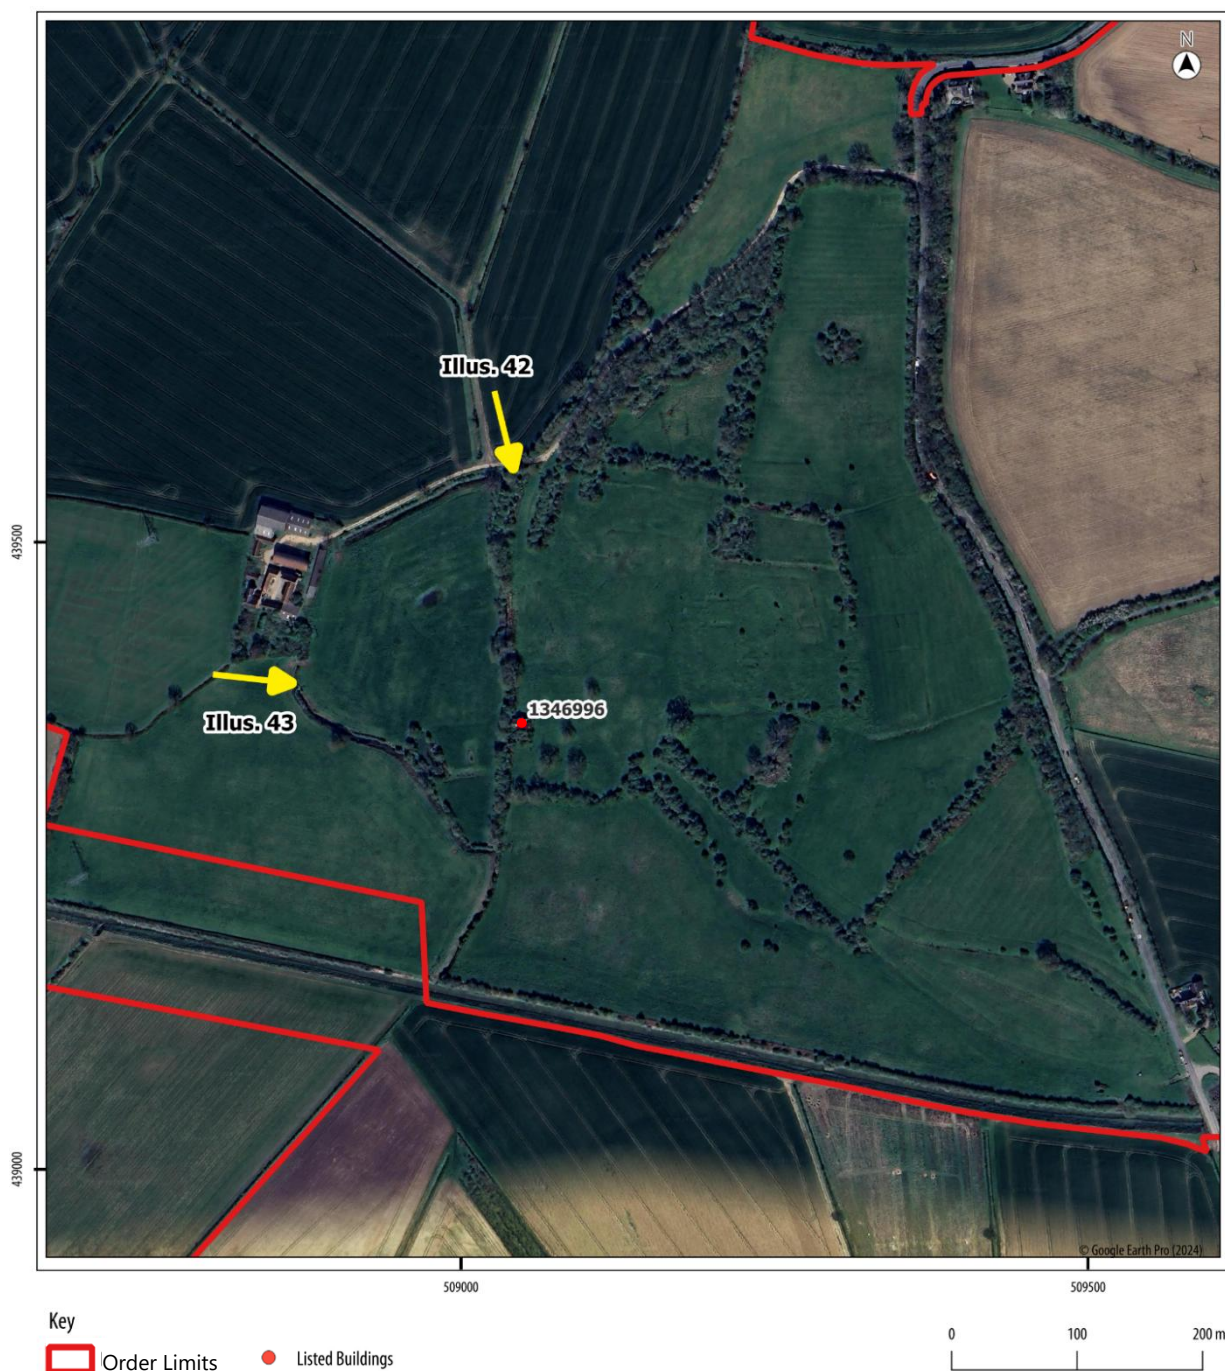 N
Illus. 42
439500
1346996
Illus. 43
439000
© Google Earth Pro (2024)
509000
509500
Key
Order Limits
Listed Buildings
0 100 200 m